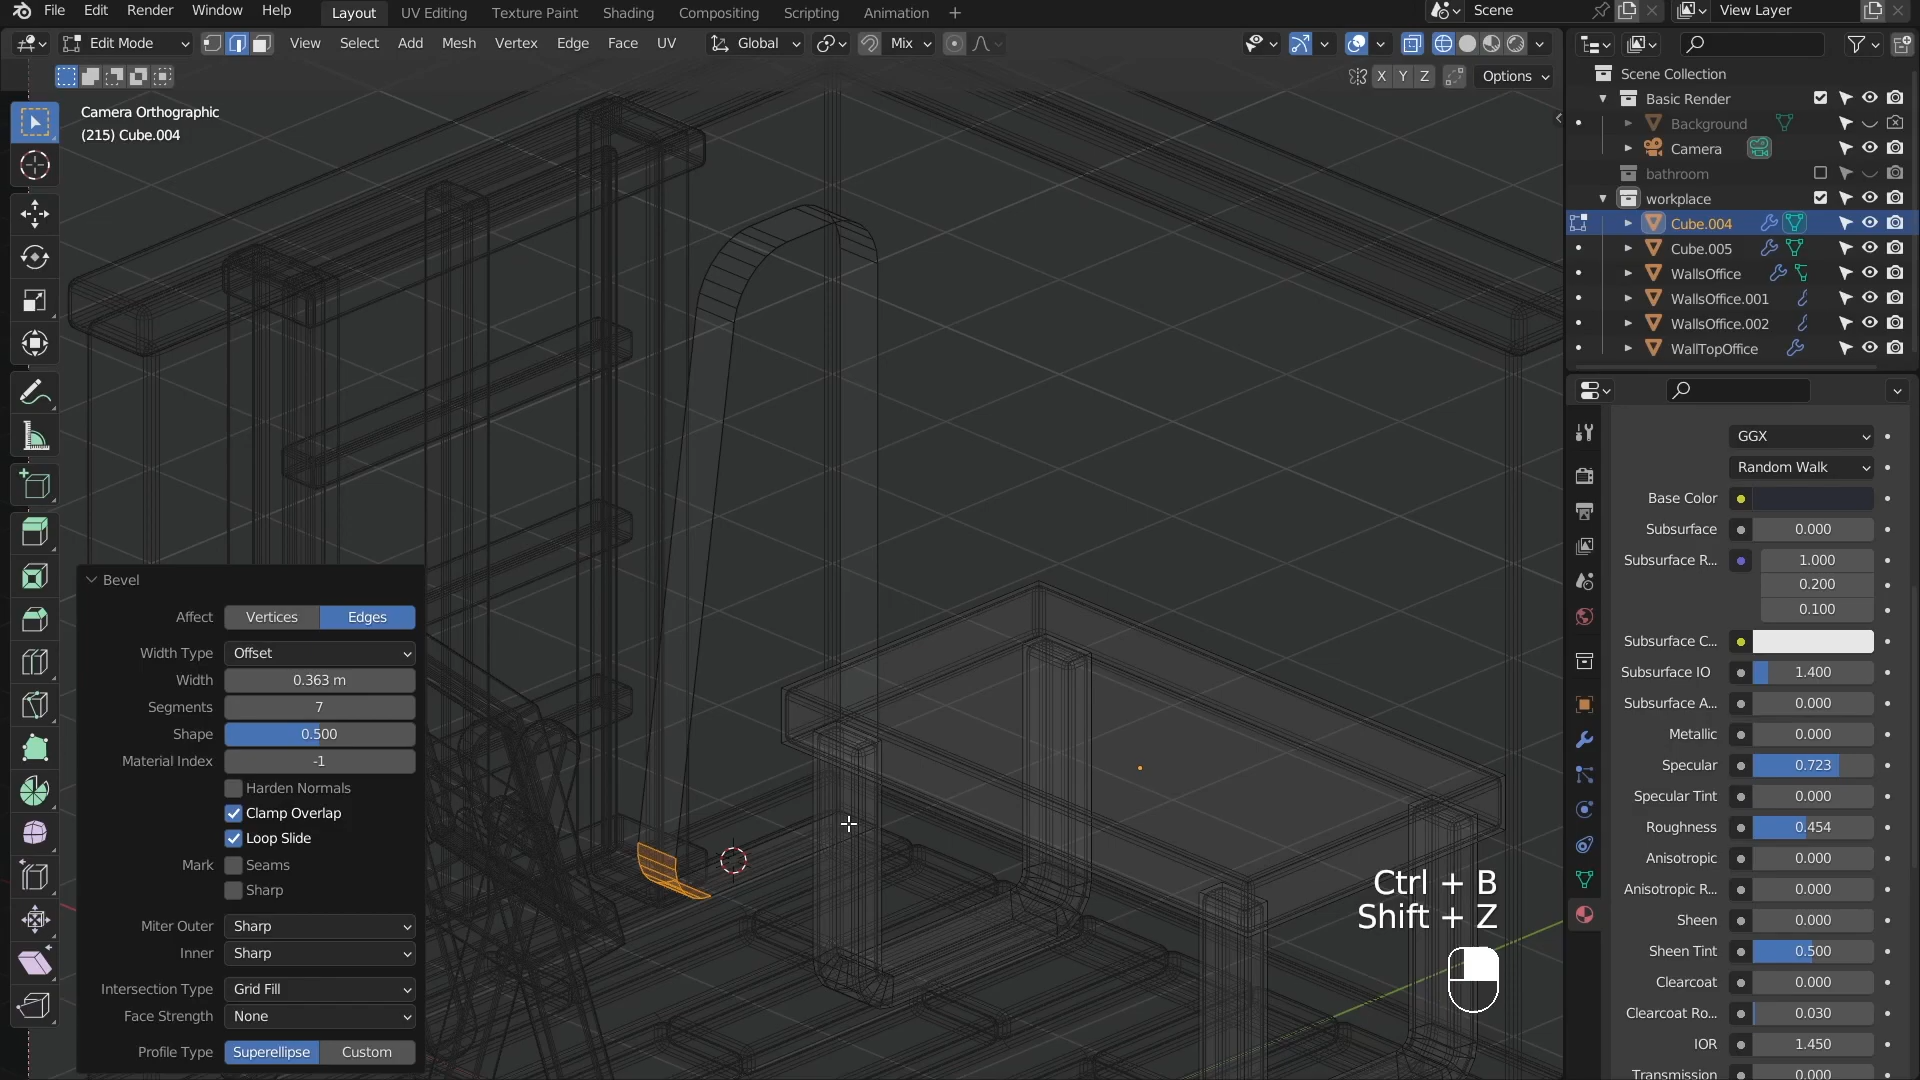 File Edit Render Window Help Layout UV Editing Texture Paint Shading Compositing Scripting Animation Scene View Layer
Edit Mode View Select Add Mesh Vertex Edge Face UV Global Mix
X Y Z Options
Camera Orthographic
(215) Cube.004
Scene Collection
Basic Render
Background
Camera
bathroom
workplace
Cube.004
Cube.005
WallsOffice
WallsOffice.001
WallsOffice.002
WallTopOffice
GGX
Random Walk
Base Color
Subsurface 0.000
Subsurface R... 1.000
0.200
0.100
Subsurface C...
Subsurface IO 1.400
Subsurface A... 0.000
Metallic 0.000
Specular 0.723
Specular Tint 0.000
Roughness 0.454
Anisotropic 0.000
Anisotropic R... 0.000
Sheen 0.000
Sheen Tint 0.500
Clearcoat 0.000
Clearcoat Ro... 0.030
IOR 1.450
Transmission 0.000
Bevel
Affect Vertices Edges
Width Type Offset
Width 0.363 m
Segments 7
Shape 0.500
Material Index -1
Harden Normals
Clamp Overlap
Loop Slide
Mark Seams
Sharp
Miter Outer Sharp
Inner Sharp
Intersection Type Grid Fill
Face Strength None
Profile Type Superellipse Custom
Ctrl + B
Shift + Z